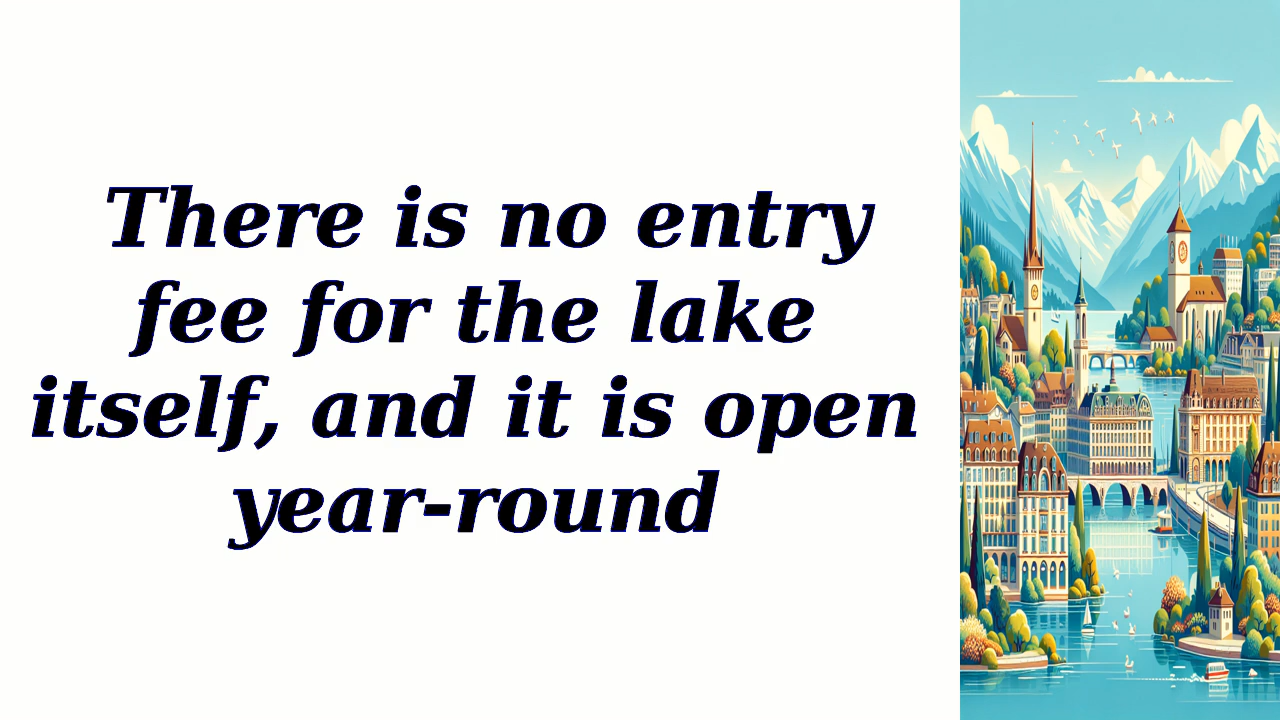 There is no entry
fee for the lake
itself, and it is open
year-round